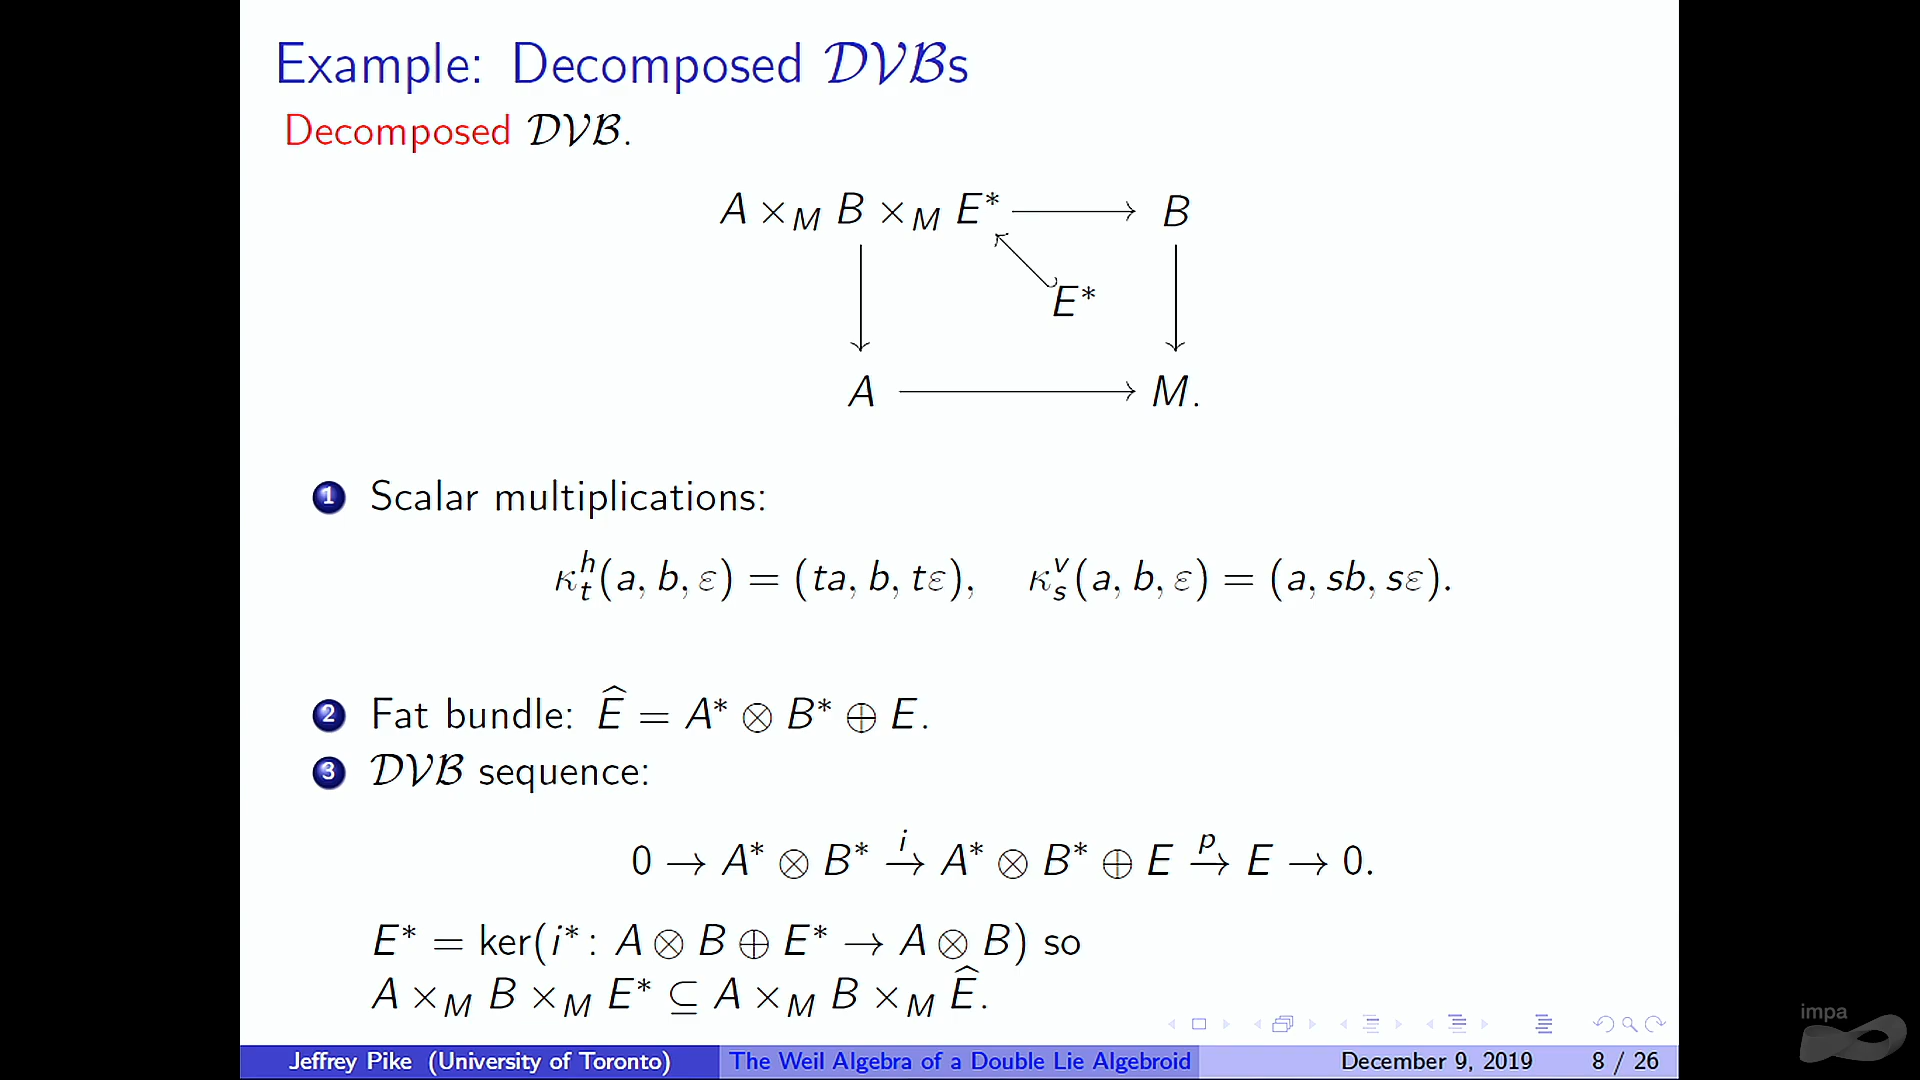 Example: Decomposed 𝒟𝒱ℬs
Decomposed 𝒟𝒱ℬ.
A ×_M B ×_M E* ⟶ B
E*
A ⟶ M.
1 Scalar multiplications:
κ_t^h(a, b, ε) = (ta, b, tε), κ_s^v(a, b, ε) = (a, sb, sε).
2 Fat bundle: Ê = A* ⊗ B* ⊕ E.
3 𝒟𝒱ℬ sequence:
0 → A* ⊗ B* →^i A* ⊗ B* ⊕ E →^p E → 0.
E* = ker(i* : A ⊗ B ⊕ E* → A ⊗ B) so
A ×_M B ×_M E* ⊆ A ×_M B ×_M Ê.
impa
Jeffrey Pike (University of Toronto) The Weil Algebra of a Double Lie Algebroid December 9, 2019 8 / 26